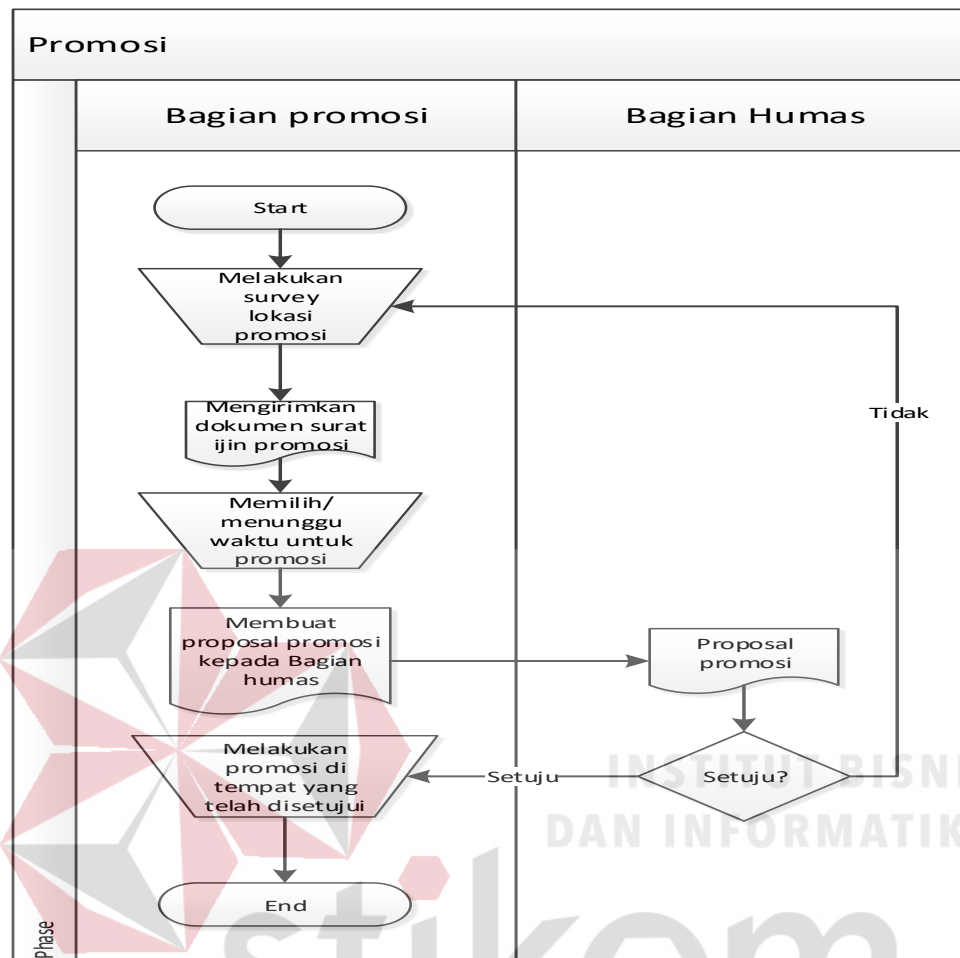 Promosi
Bagian promosi
Bagian Humas
Start
Melakukan
survey
lokasi
promosi
Tidak
Mengirimkan
dokumen surat
ijin promosi
Memilih/
menunggu
waktu untuk
promosi
Membuat
proposal promosi
kepada Bagian
humas
Proposal
promosi
Melakukan
promosi di
tempat yang
telah disetujui
Setuju
Setuju?
End
Phase
INSTITUT BISNI
DAN INFORMATIK
stikom